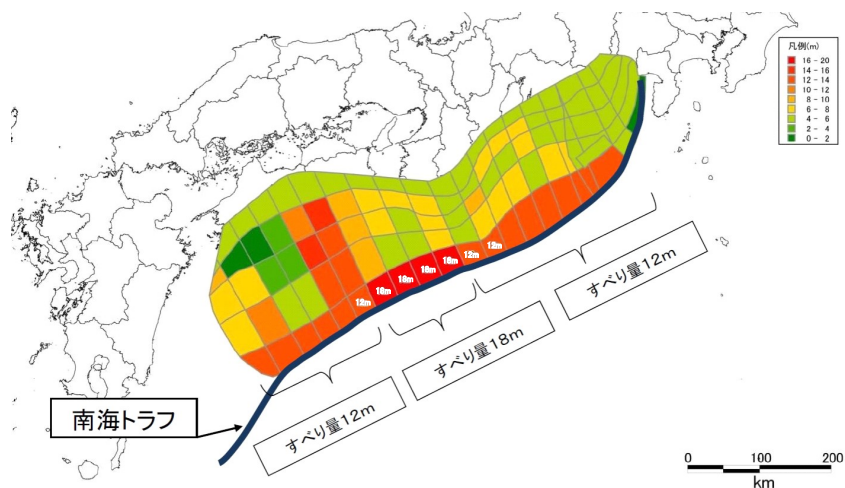 凡例(m)
16 - 20
14 - 16
12 - 14
10 - 12
8 - 10
6 - 8
4 - 6
2 - 4
0 - 2
12m
18m
18m
18m
18m
12m
12m
すべり量12m
すべり量18m
すべり量12m
南海トラフ
0 100 200
km